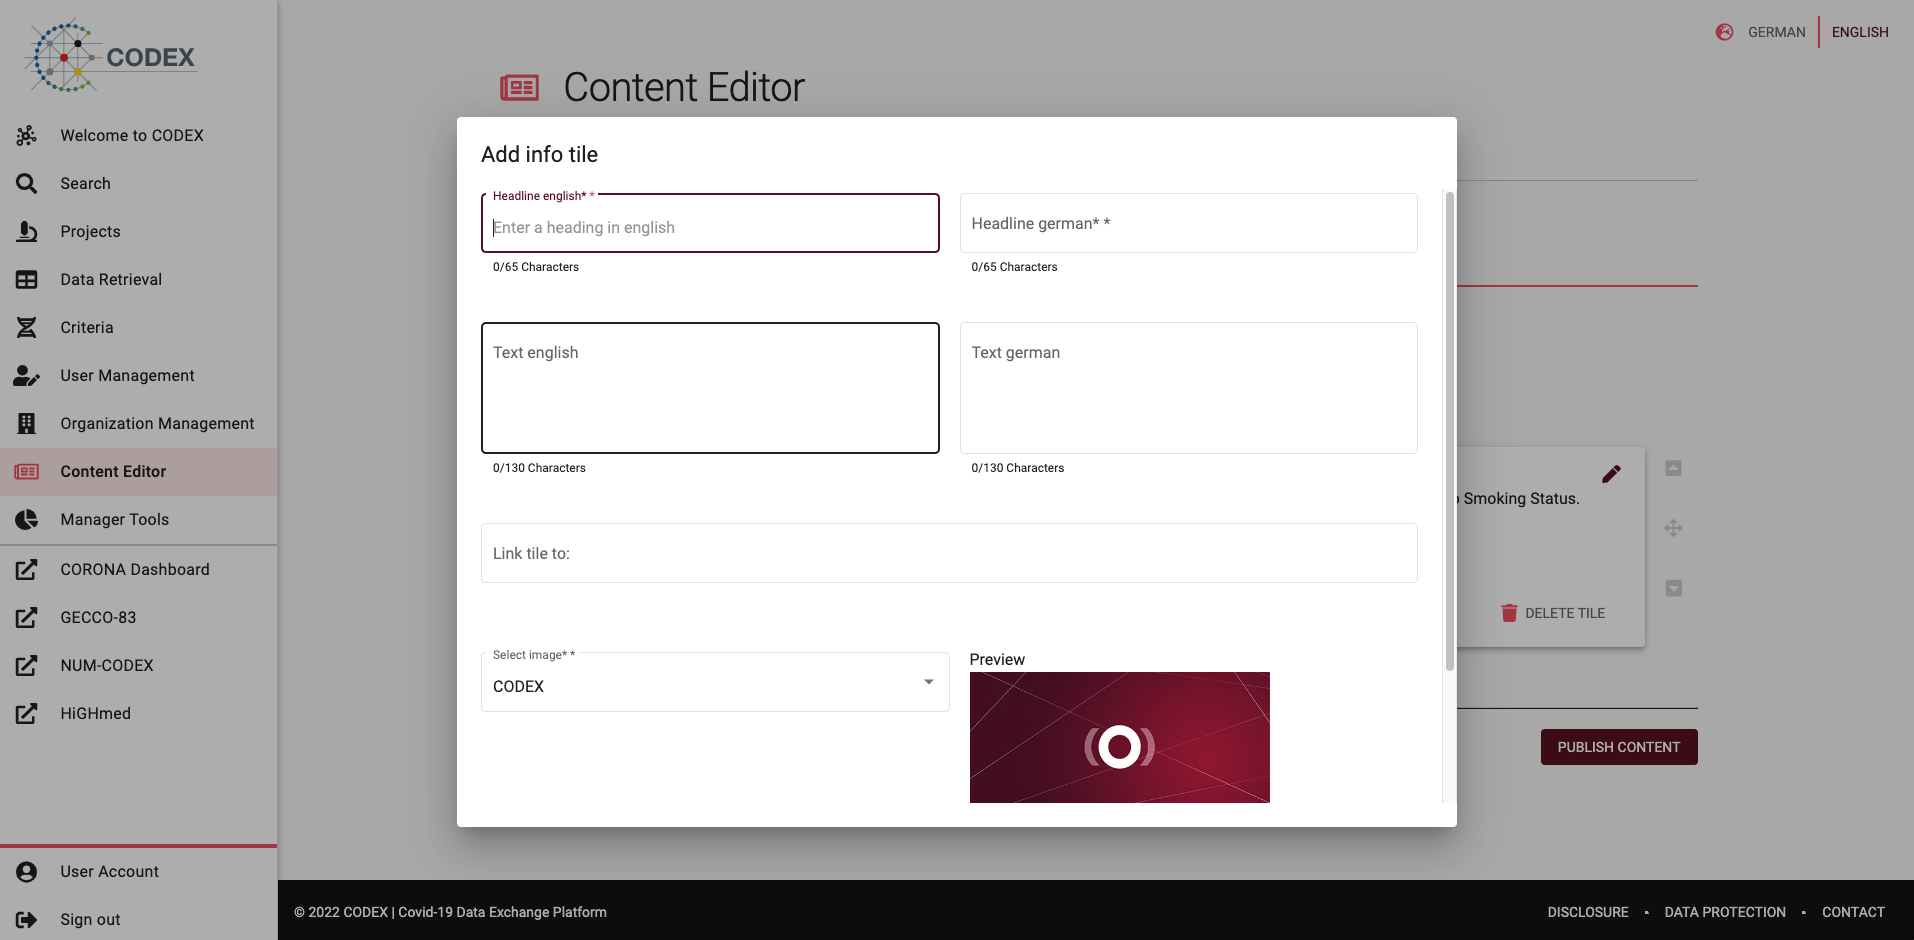 CODEX
Welcome to CODEX
Search
Projects
Data Retrieval
Criteria
User Management
Organization Management
Content Editor
Manager Tools
CORONA Dashboard
GECCO-83
NUM-CODEX
HiGHmed
User Account
Sign out
GERMAN
ENGLISH
Content Editor
Add info tile
Headline english* *
Enter a heading in english
0/65 Characters
Headline german* *
0/65 Characters
Text english
0/130 Characters
Text german
0/130 Characters
Link tile to:
Select image* *
CODEX
Preview
Smoking Status.
DELETE TILE
PUBLISH CONTENT
© 2022 CODEX | Covid-19 Data Exchange Platform
DISCLOSURE • DATA PROTECTION • CONTACT